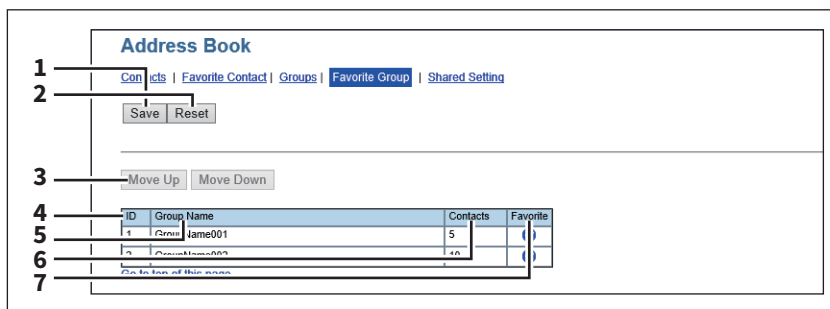 Address Book
Contacts | Favorite Contact | Groups | Favorite Group | Shared Setting
1
2
Save Reset
3
Move Up Move Down
4
ID Group Name Contacts Favorite
5
1 GroupName001 5
6
2 GroupName002 10
7
Go to top of this page